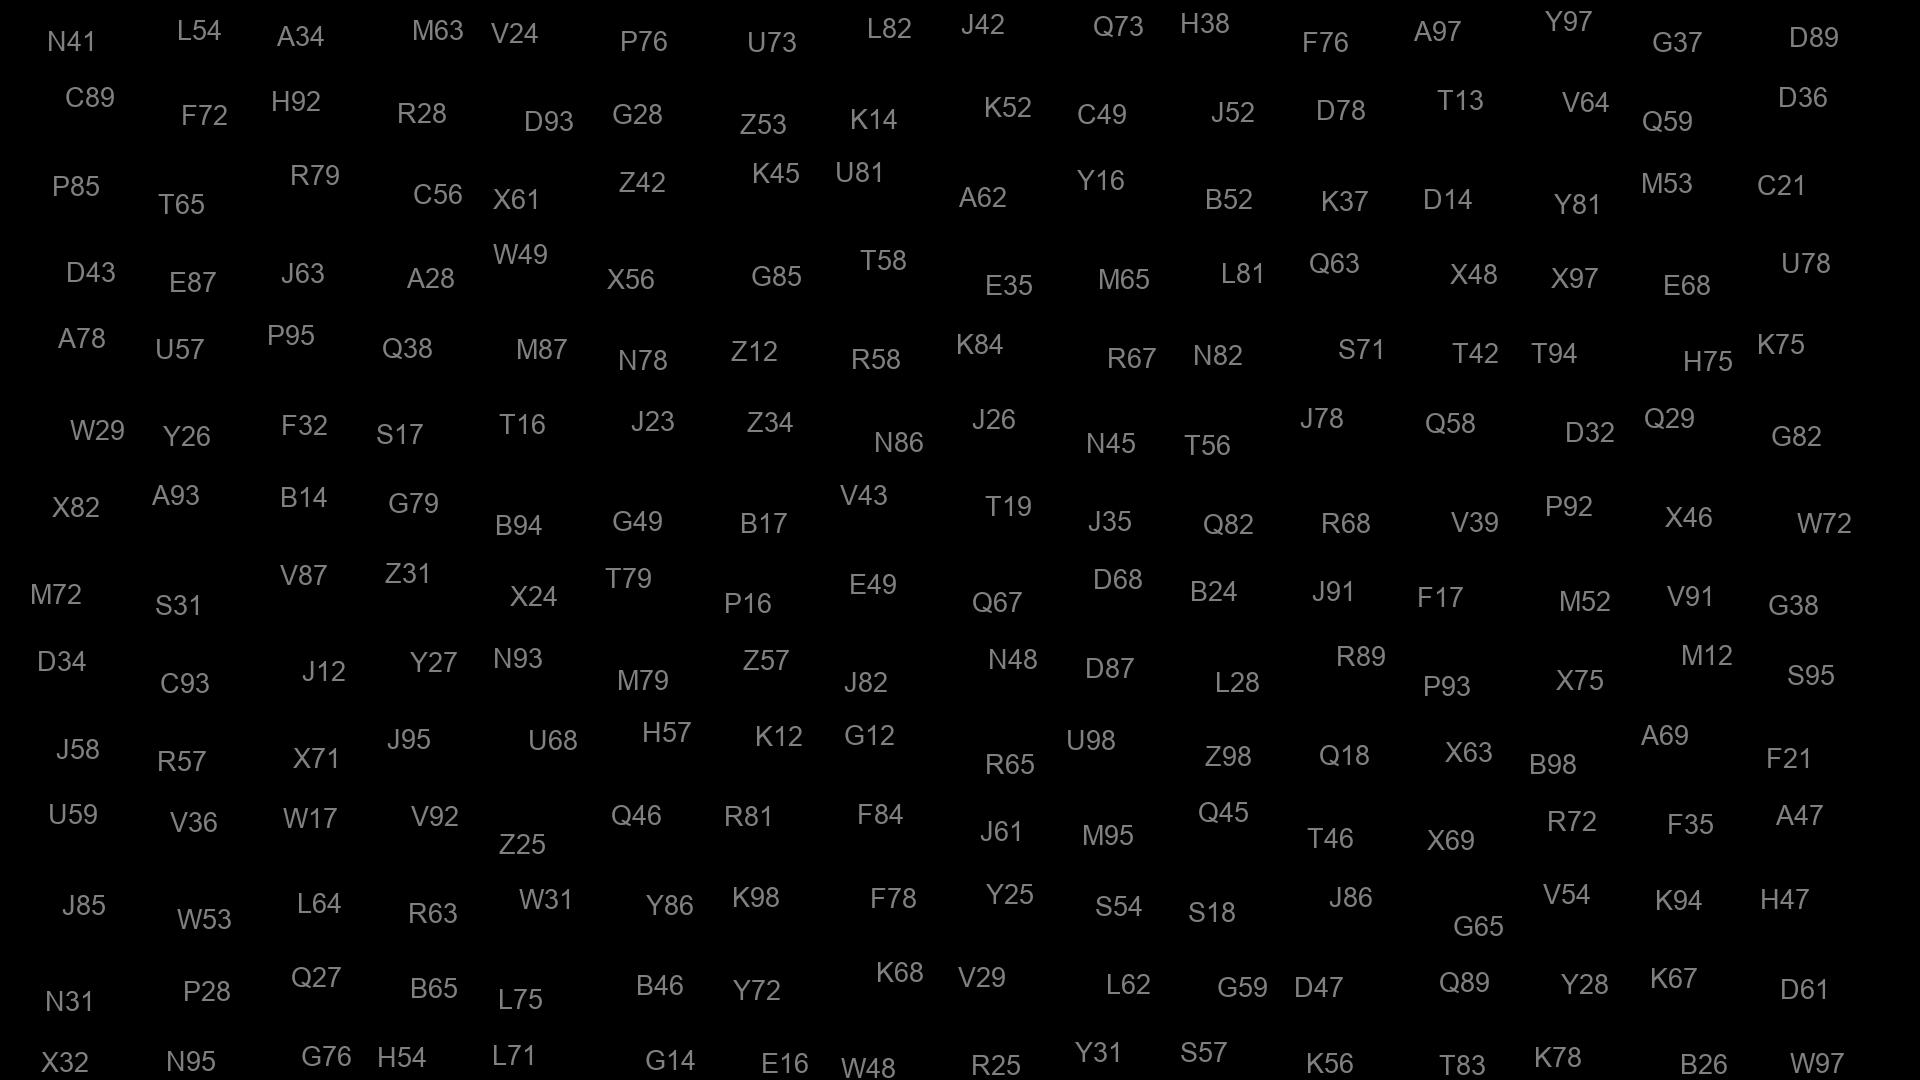 N41 L54 A34 M63 V24 P76 U73 L82 J42 Q73 H38 F76 A97 Y97 G37 D89
C89 F72 H92 R28 D93 G28 Z53 K14 K52 C49 J52 D78 T13 V64 Q59 D36
P85 T65 R79 C56 X61 Z42 K45 U81 A62 Y16 B52 K37 D14 Y81 M53 C21
D43 E87 J63 A28 W49 X56 G85 T58 E35 M65 L81 Q63 X48 X97 E68 U78
A78 U57 P95 Q38 M87 N78 Z12 R58 K84 R67 N82 S71 T42 T94 H75 K75
W29 Y26 F32 S17 T16 J23 Z34 N86 J26 N45 T56 J78 Q58 D32 Q29 G82
X82 A93 B14 G79 B94 G49 B17 V43 T19 J35 Q82 R68 V39 P92 X46 W72
M72 S31 V87 Z31 X24 T79 P16 E49 Q67 D68 B24 J91 F17 M52 V91 G38
D34 C93 J12 Y27 N93 M79 Z57 J82 N48 D87 L28 R89 P93 X75 M12 S95
J58 R57 X71 J95 U68 H57 K12 G12 R65 U98 Z98 Q18 X63 B98 A69 F21
U59 V36 W17 V92 Z25 Q46 R81 F84 J61 M95 Q45 T46 X69 R72 F35 A47
J85 W53 L64 R63 W31 Y86 K98 F78 Y25 S54 S18 J86 G65 V54 K94 H47
N31 P28 Q27 B65 L75 B46 Y72 K68 V29 L62 G59 D47 Q89 Y28 K67 D61
X32 N95 G76 H54 L71 G14 E16 W48 R25 Y31 S57 K56 T83 K78 B26 W97